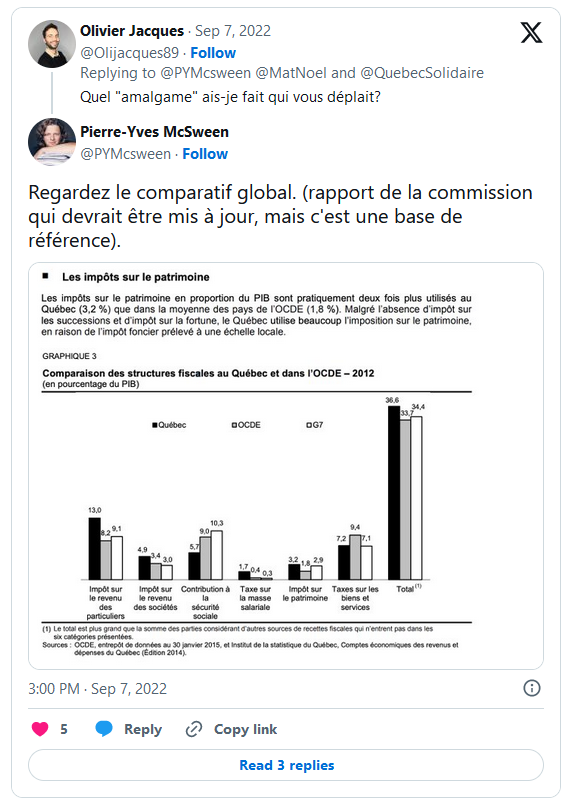 Olivier Jacques · Sep 7, 2022
@Olijacques89 · Follow
Replying to @PYMcsween @MatNoel and @QuebecSolidaire
Quel "amalgame" ais-je fait qui vous déplait?
Pierre-Yves McSween
@PYMcsween · Follow
Regardez le comparatif global. (rapport de la commission
qui devrait être mis à jour, mais c'est une base de
référence).
■ Les impôts sur le patrimoine
Les impôts sur le patrimoine en proportion du PIB sont pratiquement deux fois plus utilisés au
Québec (3,2 %) que dans la moyenne des pays de l'OCDE (1,8 %). Malgré l'absence d'impôt sur
les successions et d'impôt sur la fortune, le Québec utilise beaucoup l'imposition sur le patrimoine,
en raison de l'impôt foncier prélevé à une échelle locale.
GRAPHIQUE 3
Comparaison des structures fiscales au Québec et dans l'OCDE – 2012
(en pourcentage du PIB)
Québec OCDE G7
13,0 8,2 9,1
4,9 3,4 3,0
5,7 9,0 10,3
1,7 0,4 0,3
3,2 1,8 2,9
7,2 9,4 7,1
36,6 33,7 34,4
Impôt sur
le revenu
des
particuliers
Impôt sur
le revenu
des sociétés
Contribution à
la
sécurité
sociale
Taxe sur
la masse
salariale
Impôt sur
le patrimoine
Taxes sur les
biens et
services
Total(1)
(1) Le total est plus grand que la somme des parties considérant d'autres sources de recettes fiscales qui n'entrent pas dans les
six catégories présentées.
Sources : OCDE, entrepôt de données au 30 janvier 2015, et Institut de la statistique du Québec, Comptes économiques des revenus et
dépenses du Québec (Édition 2014).
3:00 PM · Sep 7, 2022
5 Reply Copy link
Read 3 replies